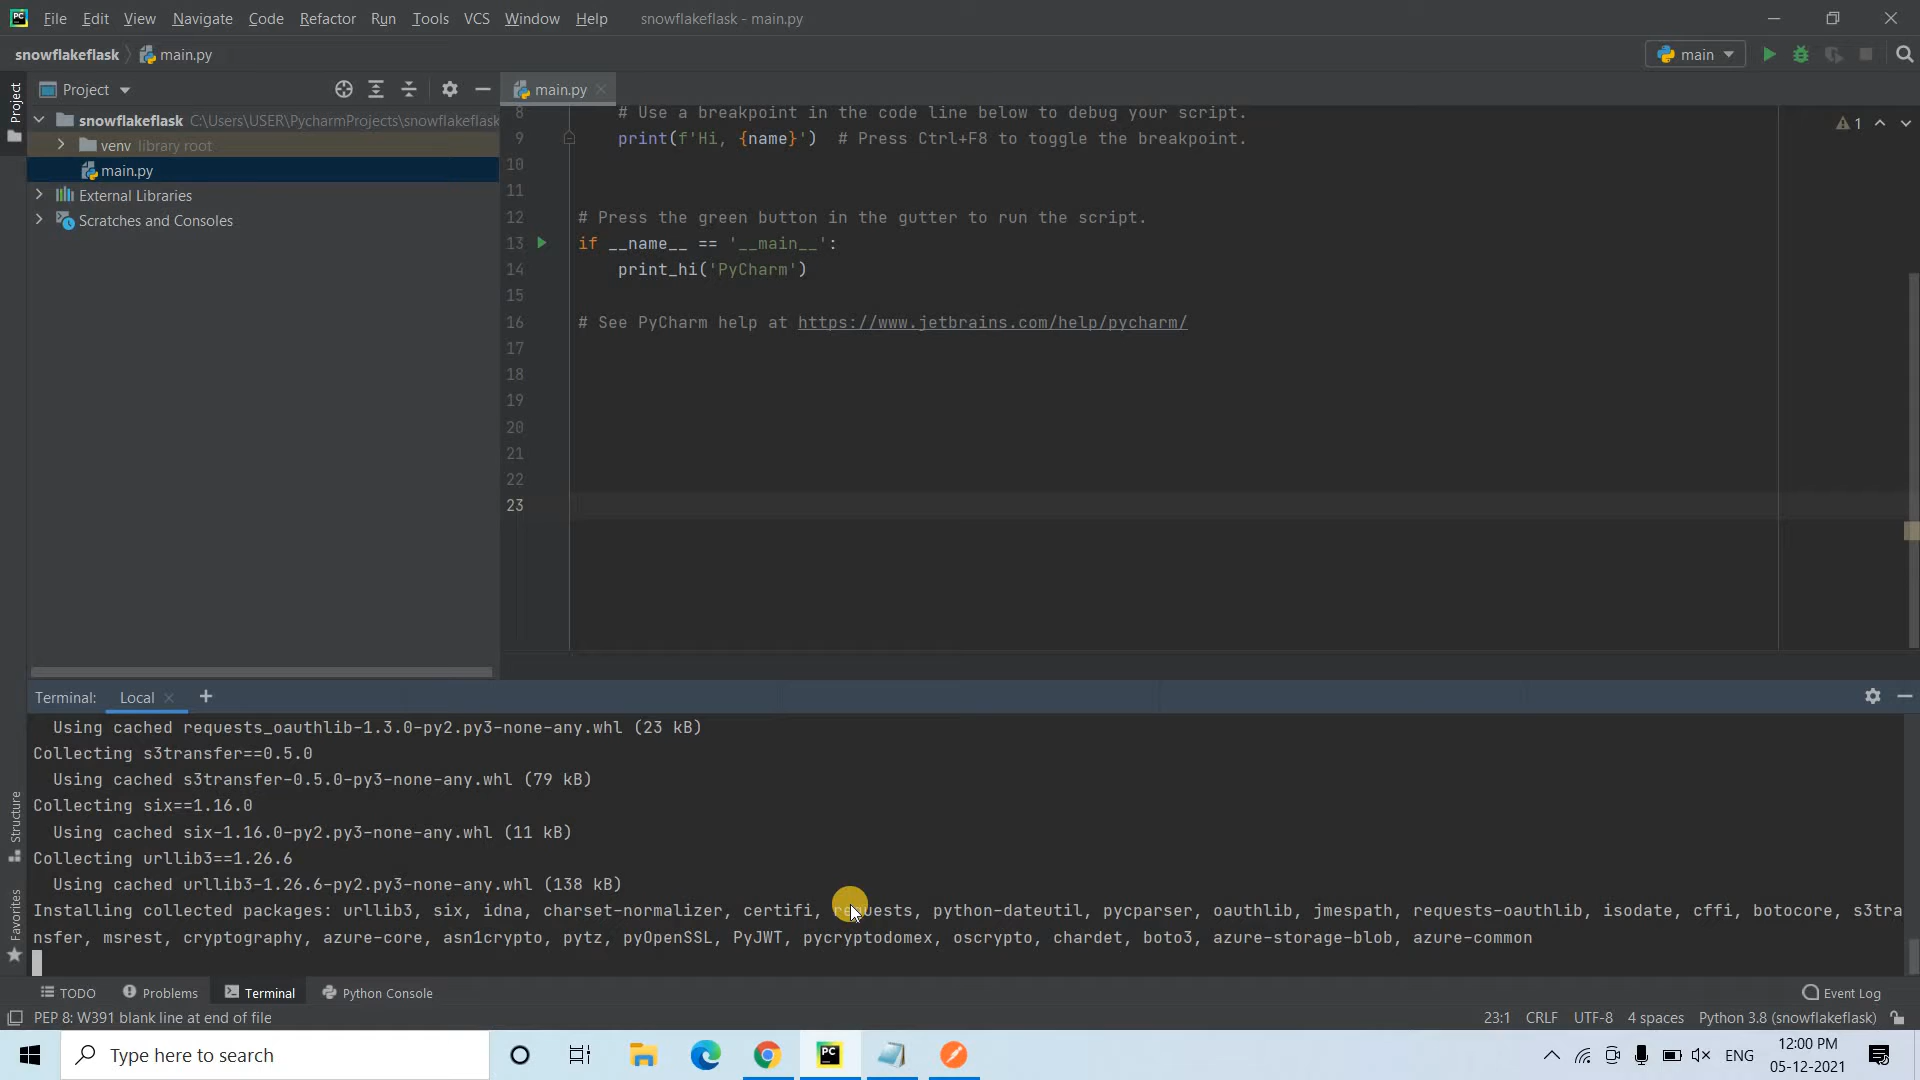 PC File Edit View Navigate Code Refactor Run Tools VCS Window Help snowflakeflask - main.py
snowflakeflask main.py main
Project
Project
main.py
snowflakeflask C:\Users\USER\PycharmProjects\snowflakeflask
venv library root
main.py
External Libraries
Scratches and Consoles
8 # Use a breakpoint in the code line below to debug your script.
9 print(f'Hi, {name}') # Press Ctrl+F8 to toggle the breakpoint.
10
11
12 # Press the green button in the gutter to run the script.
13 if __name__ == '__main__':
14 print_hi('PyCharm')
15
16 # See PyCharm help at https://www.jetbrains.com/help/pycharm/
17
18
19
20
21
22
23
1
Terminal: Local +
Structure
Favorites
Using cached requests_oauthlib-1.3.0-py2.py3-none-any.whl (23 kB)
Collecting s3transfer==0.5.0
Using cached s3transfer-0.5.0-py3-none-any.whl (79 kB)
Collecting six==1.16.0
Using cached six-1.16.0-py2.py3-none-any.whl (11 kB)
Collecting urllib3==1.26.6
Using cached urllib3-1.26.6-py2.py3-none-any.whl (138 kB)
Installing collected packages: urllib3, six, idna, charset-normalizer, certifi, requests, python-dateutil, pycparser, oauthlib, jmespath, requests-oauthlib, isodate, cffi, botocore, s3tra
nsfer, msrest, cryptography, azure-core, asn1crypto, pytz, pyOpenSSL, PyJWT, pycryptodomex, oscrypto, chardet, boto3, azure-storage-blob, azure-common
TODO Problems Terminal Python Console Event Log
PEP 8: W391 blank line at end of file 23:1 CRLF UTF-8 4 spaces Python 3.8 (snowflakeflask)
Type here to search PC ENG 12:00 PM
05-12-2021